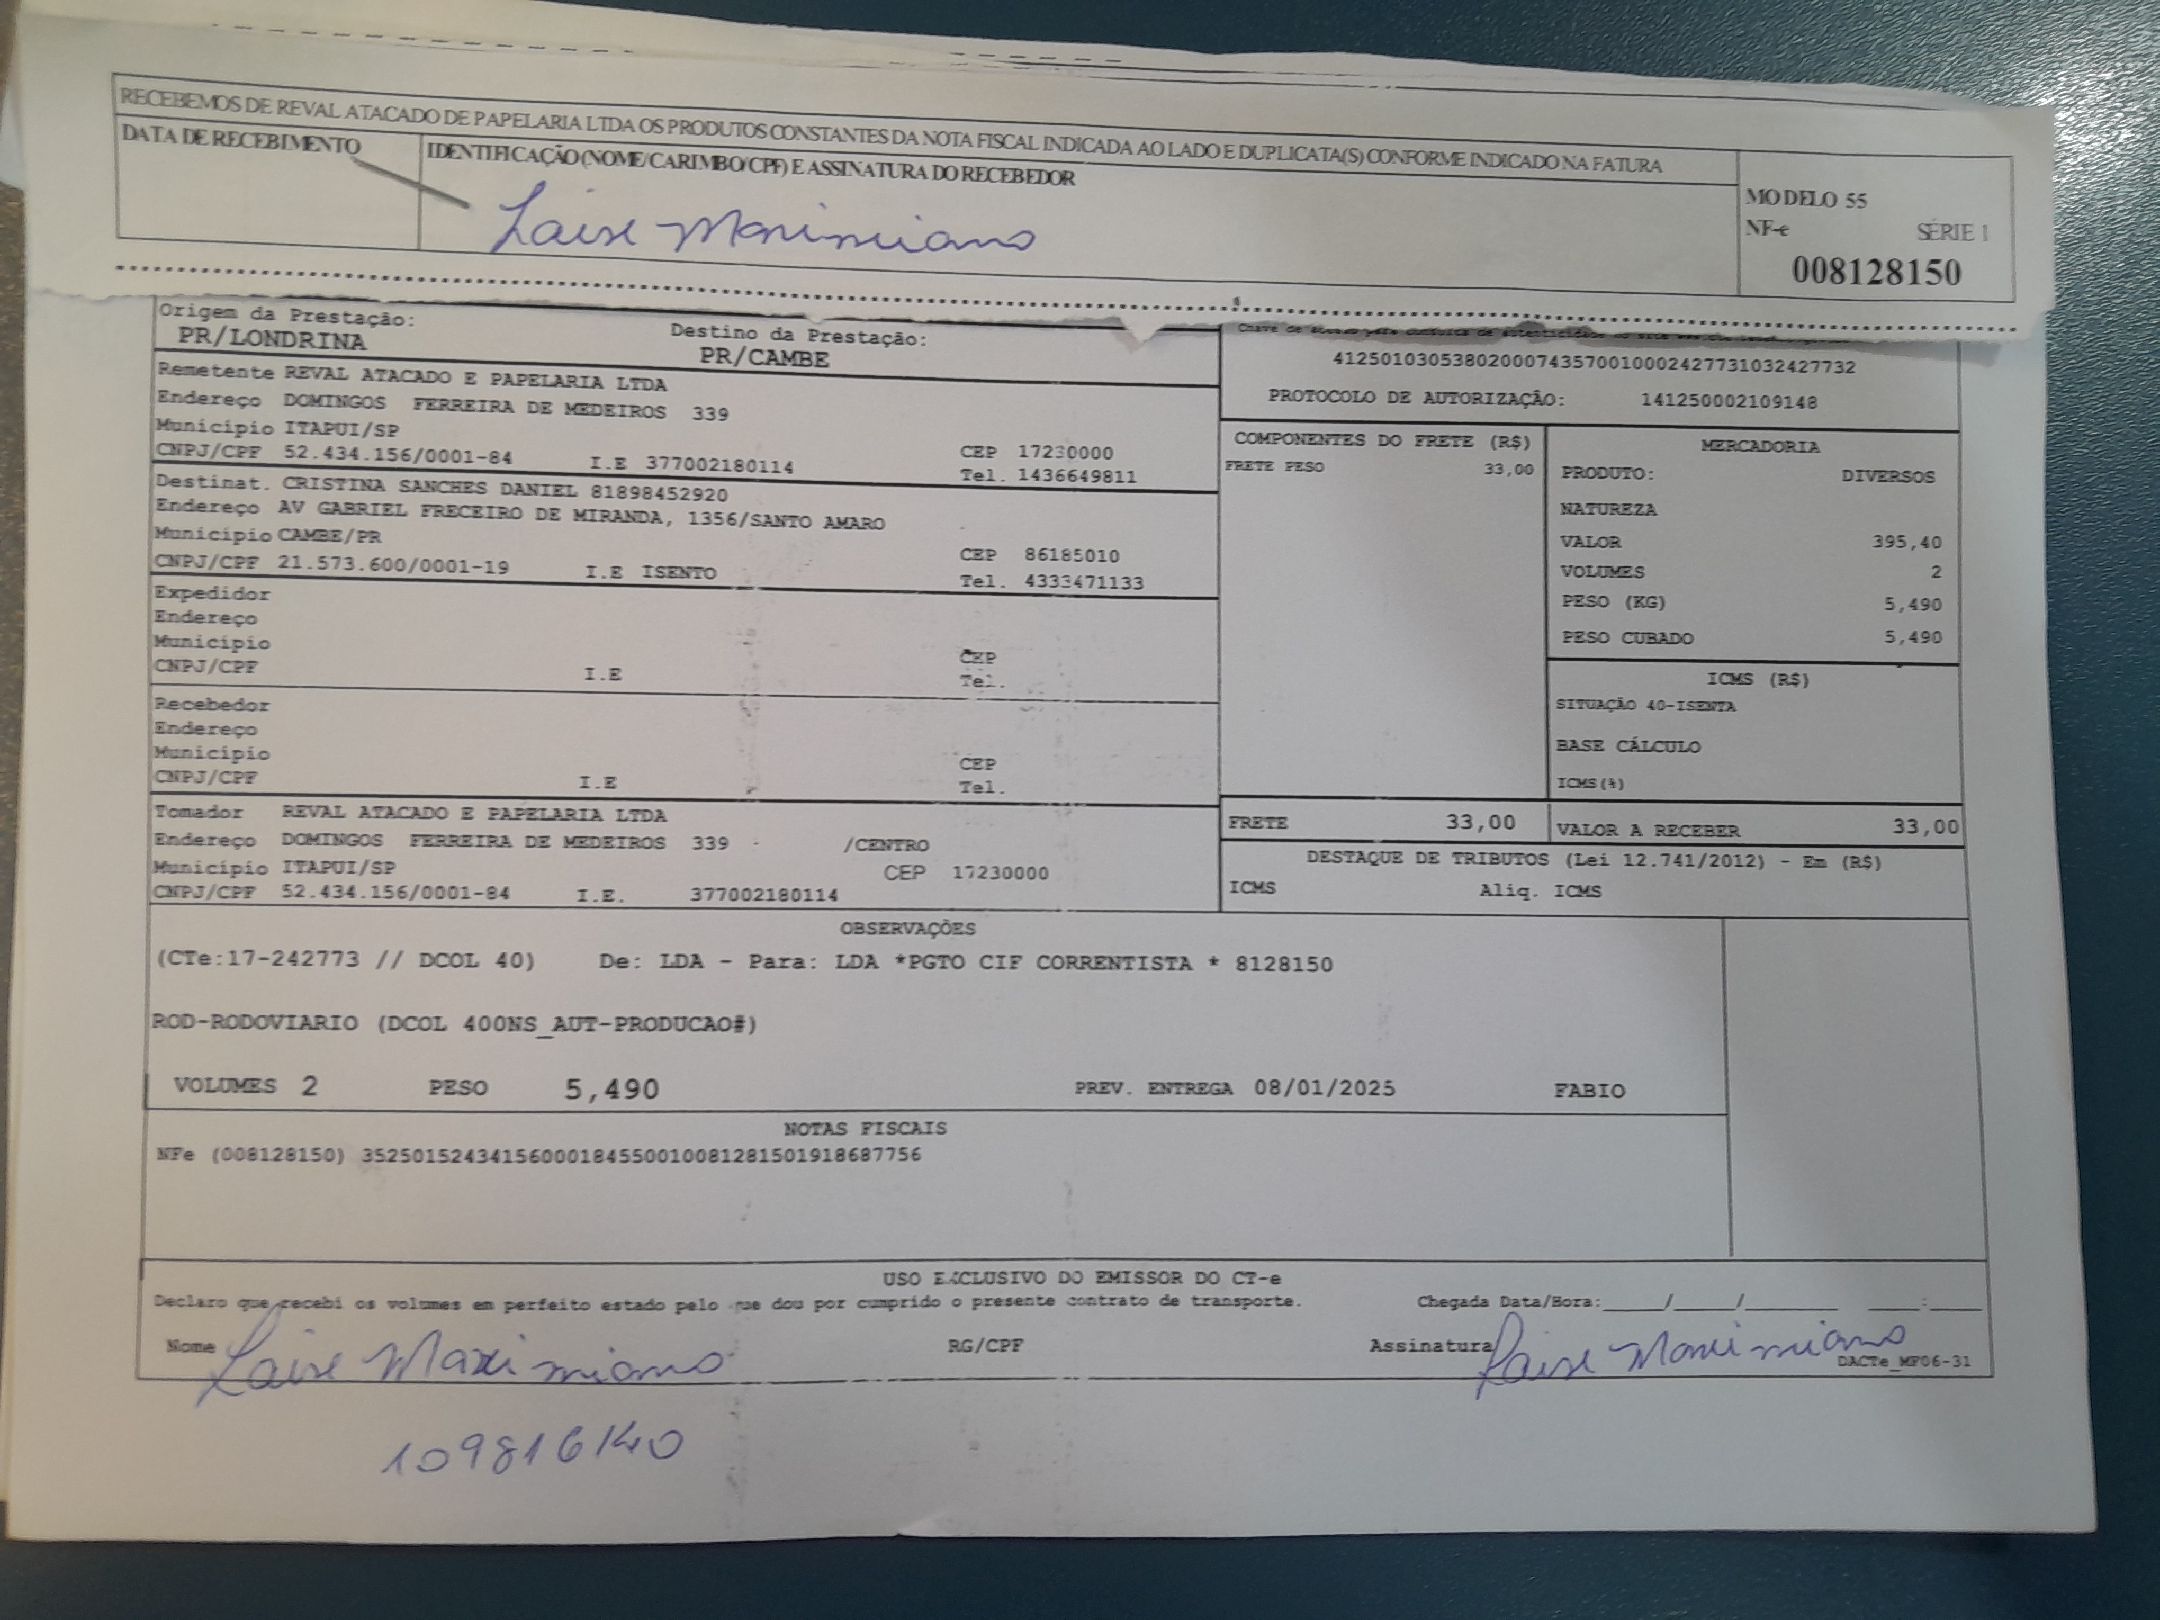 RECEBEMOS DE REVAL ATACADO DE PAPELARIA LTDA OS PRODUTOS CONSTANTES DA NOTA FISCAL INDICADA AO LADO E DUPLICATA(S) CONFORME INDICADO NA FATURA
DATA DE RECEBIMENTO
IDENTIFICAÇÃO (NOME/CARIMBO/CPF) E ASSINATURA DO RECEBEDOR
Laise Maximiano
MODELO 55
NF-e SÉRIE 1
008128150
Origem da Prestação:
PR/LONDRINA
Destino da Prestação:
PR/CAMBE
41250103053802000743570010002427731032427732
PROTOCOLO DE AUTORIZAÇÃO: 141250002109148
Remetente REVAL ATACADO E PAPELARIA LTDA
Endereço DOMINGOS FERREIRA DE MEDEIROS 339
Município ITAPUI/SP
CEP 17230000
CNPJ/CPF 52.434.156/0001-84 I.E 377002180114
Tel. 1436649811
Destinat. CRISTINA SANCHES DANIEL 81898452920
Endereço AV GABRIEL FRECEIRO DE MIRANDA, 1356/SANTO AMARO
Município CAMBE/PR
CEP 86185010
CNPJ/CPF 21.573.600/0001-19 I.E ISENTO
Tel. 4333471133
Expedidor
Endereço
Município
CEP
CNPJ/CPF I.E
Tel.
Recebedor
Endereço
Município
CEP
CNPJ/CPF I.E
Tel.
Tomador REVAL ATACADO E PAPELARIA LTDA
Endereço DOMINGOS FERREIRA DE MEDEIROS 339 - /CENTRO
Município ITAPUI/SP CEP 17230000
CNPJ/CPF 52.434.156/0001-84 I.E. 377002180114
COMPONENTES DO FRETE (R$)
FRETE PESO 33,00
MERCADORIA
PRODUTO: DIVERSOS
NATUREZA
VALOR 395,40
VOLUMES 2
PESO (KG) 5,490
PESO CUBADO 5,490
ICMS (R$)
SITUAÇÃO 40-ISENTA
BASE CÁLCULO
ICMS(%)
FRETE 33,00
VALOR A RECEBER 33,00
DESTAQUE DE TRIBUTOS (Lei 12.741/2012) - Em (R$)
ICMS Aliq. ICMS
OBSERVAÇÕES
(CTe:17-242773 // DCOL 40) De: LDA - Para: LDA *PGTO CIF CORRENTISTA * 8128150
ROD-RODOVIARIO (DCOL 400NS_AUT-PRODUCAO#)
VOLUMES 2 PESO 5,490 PREV. ENTREGA 08/01/2025 FABIO
NOTAS FISCAIS
NFe (008128150) 35250152434156000184550010081281501918687756
USO EXCLUSIVO DO EMISSOR DO CT-e
Declaro que recebi os volumes em perfeito estado pelo que dou por cumprido o presente contrato de transporte. Chegada Data/Hora:____/____/______ ____:____
Nome Laise Maximiano RG/CPF Assinatura Laise Maximiano
DACTe_MP06-31
109816140